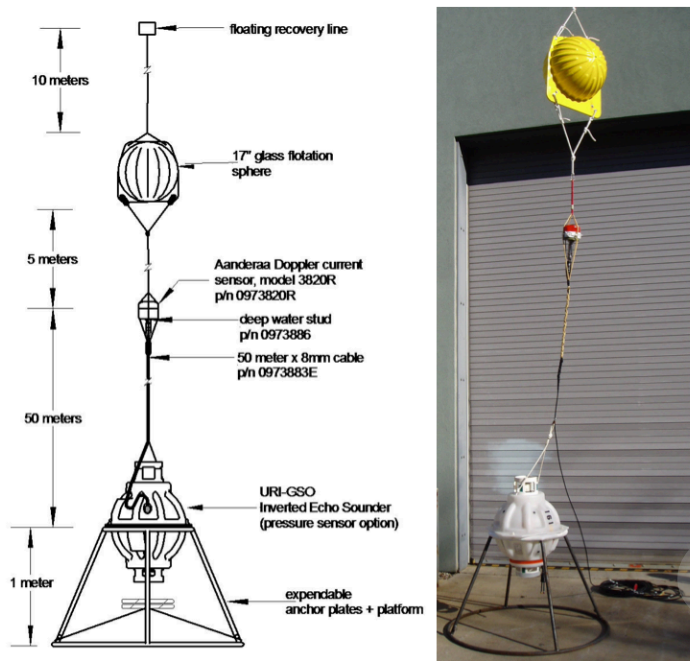 floating recovery line
10 meters
17" glass flotation
sphere
5 meters
Aanderaa Doppler current
sensor, model 3820R
p/n 0973820R
deep water stud
p/n 0973886
50 meter x 8mm cable
p/n 0973883E
50 meters
URI-GSO
Inverted Echo Sounder
(pressure sensor option)
1 meter
expendable
anchor plates + platform